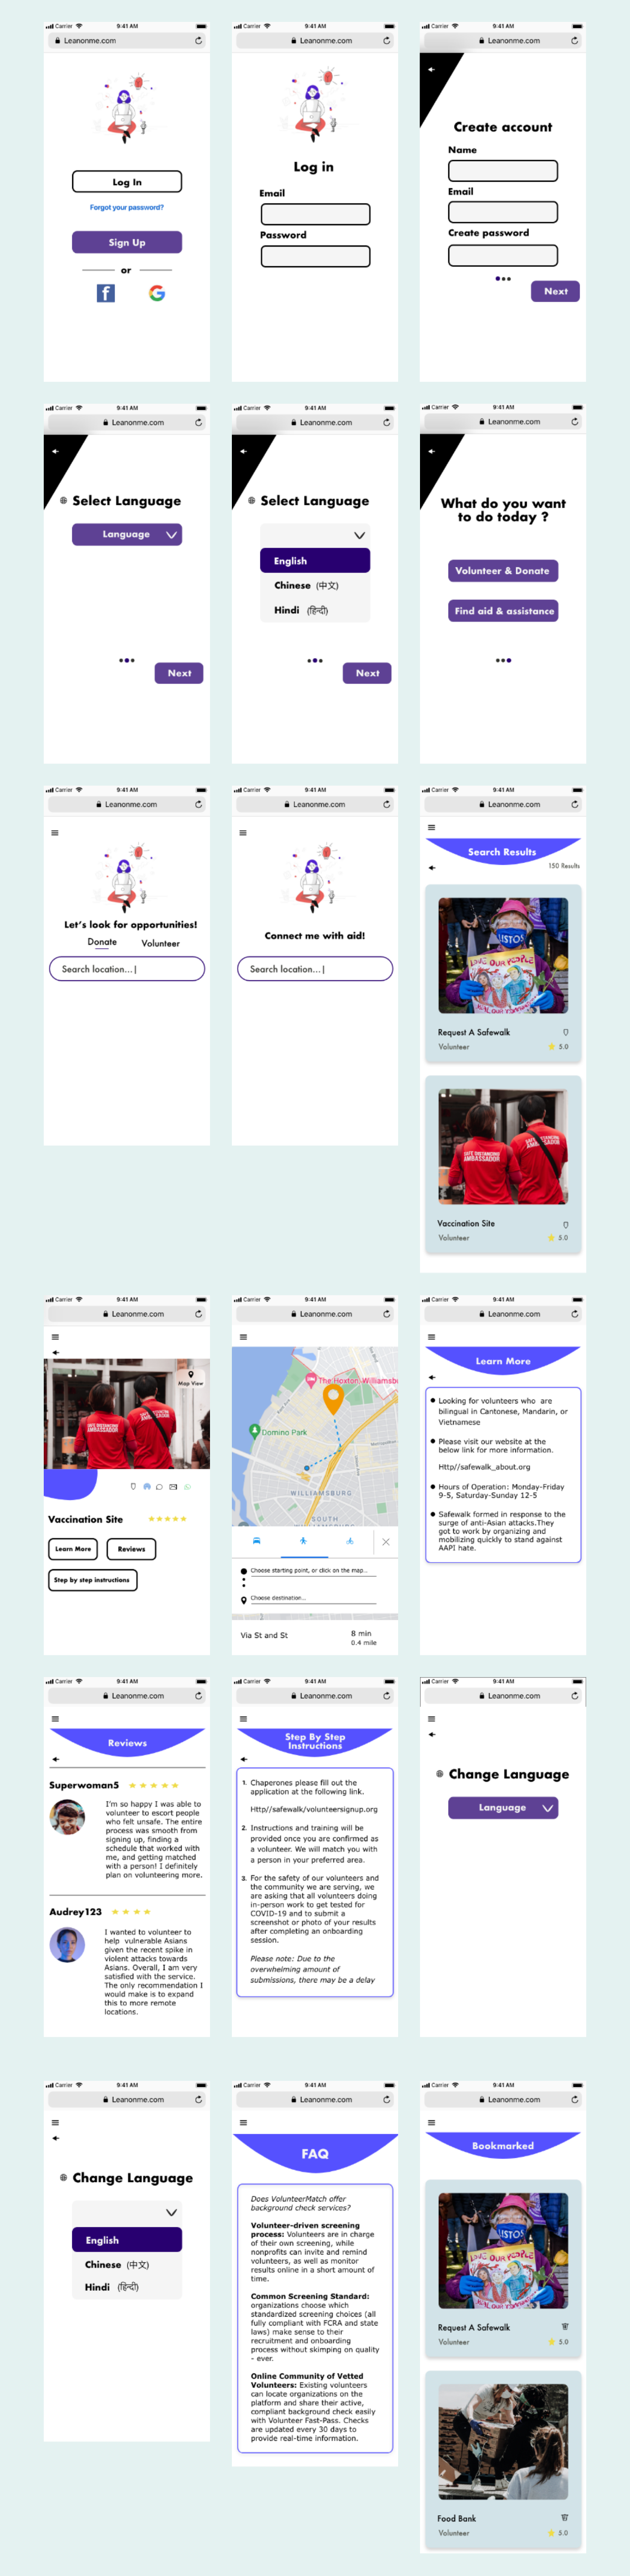 Carrier 9:41 AM
Leanonme.com
Log In
Forgot your password?
Sign Up
or
f
G
Carrier 9:41 AM
Leanonme.com
Log in
Email
Password
Carrier 9:41 AM
Leanonme.com
Create account
Name
Email
Create password
Next
Carrier 9:41 AM
Leanonme.com
Select Language
Language
Next
Carrier 9:41 AM
Leanonme.com
Select Language
English
Chinese (中文)
Hindi (हिन्दी)
Next
Carrier 9:41 AM
Leanonme.com
What do you want
to do today ?
Volunteer & Donate
Find aid & assistance
Carrier 9:41 AM
Leanonme.com
Let's look for opportunities!
Donate Volunteer
Search location...|
Carrier 9:41 AM
Leanonme.com
Connect me with aid!
Search location...|
Carrier 9:41 AM
Leanonme.com
Search Results
150 Results
LISTOS
LOVE OUR PEOPLE
Request A Safewalk
Volunteer 5.0
SAFE DISTANCING
AMBASSADOR
SAFE DISTANCING
AMBASSADOR
Vaccination Site
Volunteer 5.0
Carrier 9:41 AM
Leanonme.com
Map View
SAFE DISTANCING
AMBASSADOR
Vaccination Site
Learn More Reviews
Step by step instructions
Carrier 9:41 AM
Leanonme.com
The Hoxton, Williamsb
Domino Park
WILLIAMSBURG
SOUTH
Choose starting point, or click on the map...
Choose destination...
Via St and St 8 min
0.4 mile
Carrier 9:41 AM
Leanonme.com
Learn More
Looking for volunteers who are
bilingual in Cantonese, Mandarin, or
Vietnamese
Please visit our website at the
below link for more information.
Http//safewalk_about.org
Hours of Operation: Monday-Friday
9-5, Saturday-Sunday 12-5
Safewalk formed in response to the
surge of anti-Asian attacks.They
got to work by organizing and
mobilizing quickly to stand against
AAPI hate.
Carrier 9:41 AM
Leanonme.com
Reviews
Superwoman5
I'm so happy I was able to
volunteer to escort people
who felt unsafe. The entire
process was smooth from
signing up, finding a
schedule that worked with
me, and getting matched
with a person! I definitely
plan on volunteering more.
Audrey123
I wanted to volunteer to
help vulnerable Asians
given the recent spike in
violent attacks towards
Asians. Overall, I am very
satisfied with the service.
The only recommendation I
would make is to expand
this to more remote
locations.
Carrier 9:41 AM
Leanonme.com
Step By Step
Instructions
1. Chaperones please fill out the
application at the following link.
Http//safewalk/volunteersignup.org
2. Instructions and training will be
provided once you are confirmed as
a volunteer. We will match you with
a person in your preferred area.
3. For the safety of our volunteers and
the community we are serving, we
are asking that all volunteers doing
in-person work to get tested for
COVID-19 and to submit a
screenshot or photo of your results
after completing an onboarding
session.
Please note: Due to the
overwhelming amount of
submissions, there may be a delay
Carrier 9:41 AM
Leanonme.com
Change Language
Language
Carrier 9:41 AM
Leanonme.com
Change Language
English
Chinese (中文)
Hindi (हिन्दी)
Carrier 9:41 AM
Leanonme.com
FAQ
Does VolunteerMatch offer
background check services?
Volunteer-driven screening
process: Volunteers are in charge
of their own screening, while
nonprofits can invite and remind
volunteers, as well as monitor
results online in a short amount of
time.
Common Screening Standard:
organizations choose which
standardized screening choices (all
fully compliant with FCRA and state
laws) make sense to their
recruitment and onboarding
process without skimping on quality
- ever.
Online Community of Vetted
Volunteers: Existing volunteers
can locate organizations on the
platform and share their active,
compliant background check easily
with Volunteer Fast-Pass. Checks
are updated every 30 days to
provide real-time information.
Carrier 9:41 AM
Leanonme.com
Bookmarked
LISTOS
LOVE OUR PEOPLE
Request A Safewalk
Volunteer 5.0
Food Bank
Volunteer 5.0